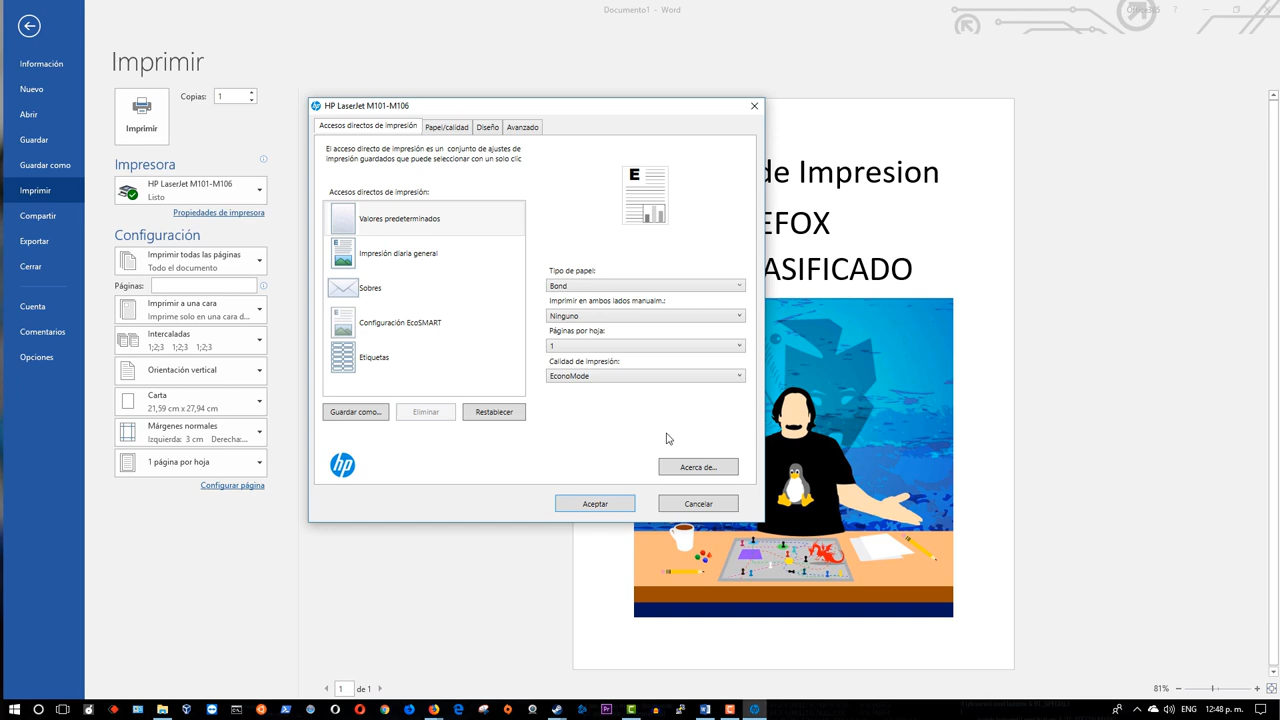 Documento1 - Word
Información
Nuevo
Abrir
Guardar
Guardar como
Imprimir
Compartir
Exportar
Cerrar
Cuenta
Comentarios
Opciones
Imprimir
Imprimir
Copias: 1
Impresora
HP LaserJet M101-M106
Listo
Propiedades de impresora
Configuración
Imprimir todas las páginas
Todo el documento
Páginas:
Imprimir a una cara
Imprime solo en una cara d...
Intercaladas
1;2;3 1;2;3 1;2;3
Orientación vertical
Carta
21,59 cm x 27,94 cm
Márgenes normales
Izquierda: 3 cm Derecha:...
1 página por hoja
Configurar página
HP LaserJet M101-M106
Accesos directos de impresión Papel/calidad Diseño Avanzado
El acceso directo de impresión es un conjunto de ajustes de
impresión guardados que puede seleccionar con un solo clic
Accesos directos de impresión:
Valores predeterminados
Impresión diaria general
Sobres
Configuración EcoSMART
Etiquetas
Guardar como... Eliminar Restablecer
E
Tipo de papel:
Bond
Imprimir en ambos lados manualm.:
Ninguno
Páginas por hoja:
1
Calidad de impresión:
EconoMode
hp
Acerca de...
Aceptar Cancelar
de Impresion
EFOX
ASIFICADO
1 de 1
81%
ENG 12:48 p. m.